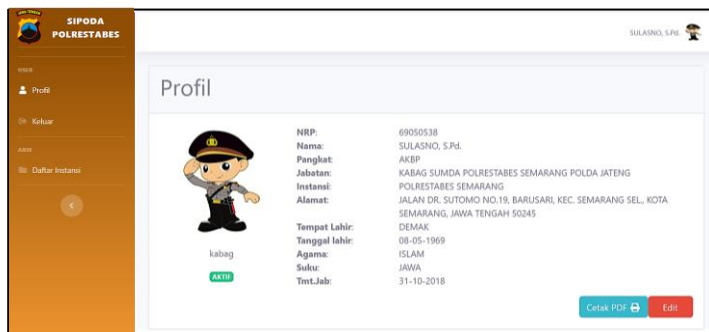 SIPODA
POLRESTABES
SULASNO, S.Pd.
USER
Profil
Keluar
ARSIP
Daftar Instansi
Profil
NRP: 69050538
Nama: SULASNO, S.Pd.
Pangkat: AKBP
Jabatan: KABAG SUMDA POLRESTABES SEMARANG POLDA JATENG
Instansi: POLRESTABES SEMARANG
Alamat: JALAN DR. SUTOMO NO.19, BARUSARI, KEC. SEMARANG SEL., KOTA
SEMARANG, JAWA TENGAH 50245
Tempat Lahir: DEMAK
Tanggal lahir: 08-05-1969
Agama: ISLAM
Suku: JAWA
Tmt.Jab: 31-10-2018
kabag
AKTIF
Cetak PDF Edit